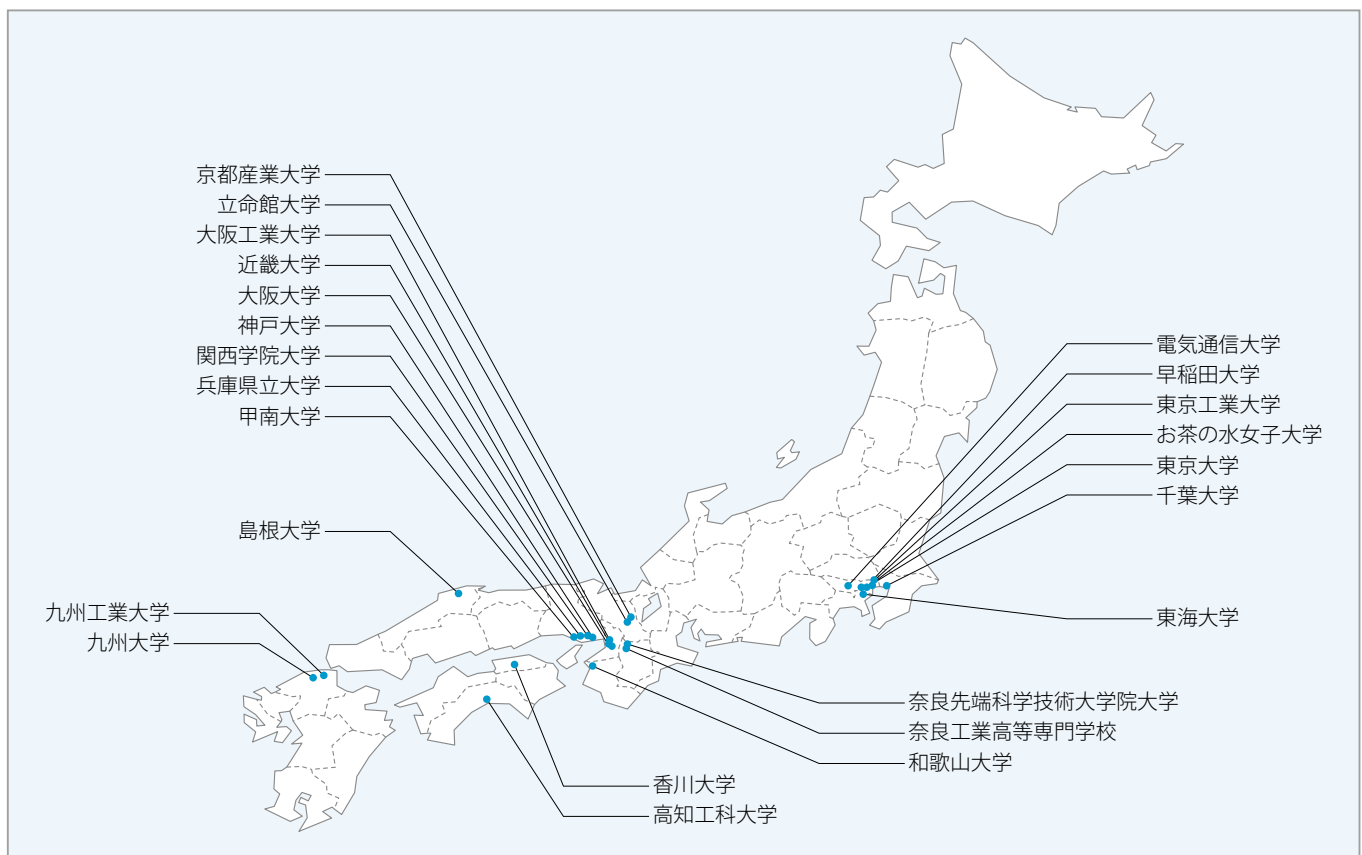 京都産業大学
立命館大学
大阪工業大学
近畿大学
大阪大学
神戸大学
関西学院大学
兵庫県立大学
甲南大学
島根大学
九州工業大学
九州大学
電気通信大学
早稲田大学
東京工業大学
お茶の水女子大学
東京大学
千葉大学
東海大学
奈良先端科学技術大学院大学
奈良工業高等専門学校
和歌山大学
香川大学
高知工科大学